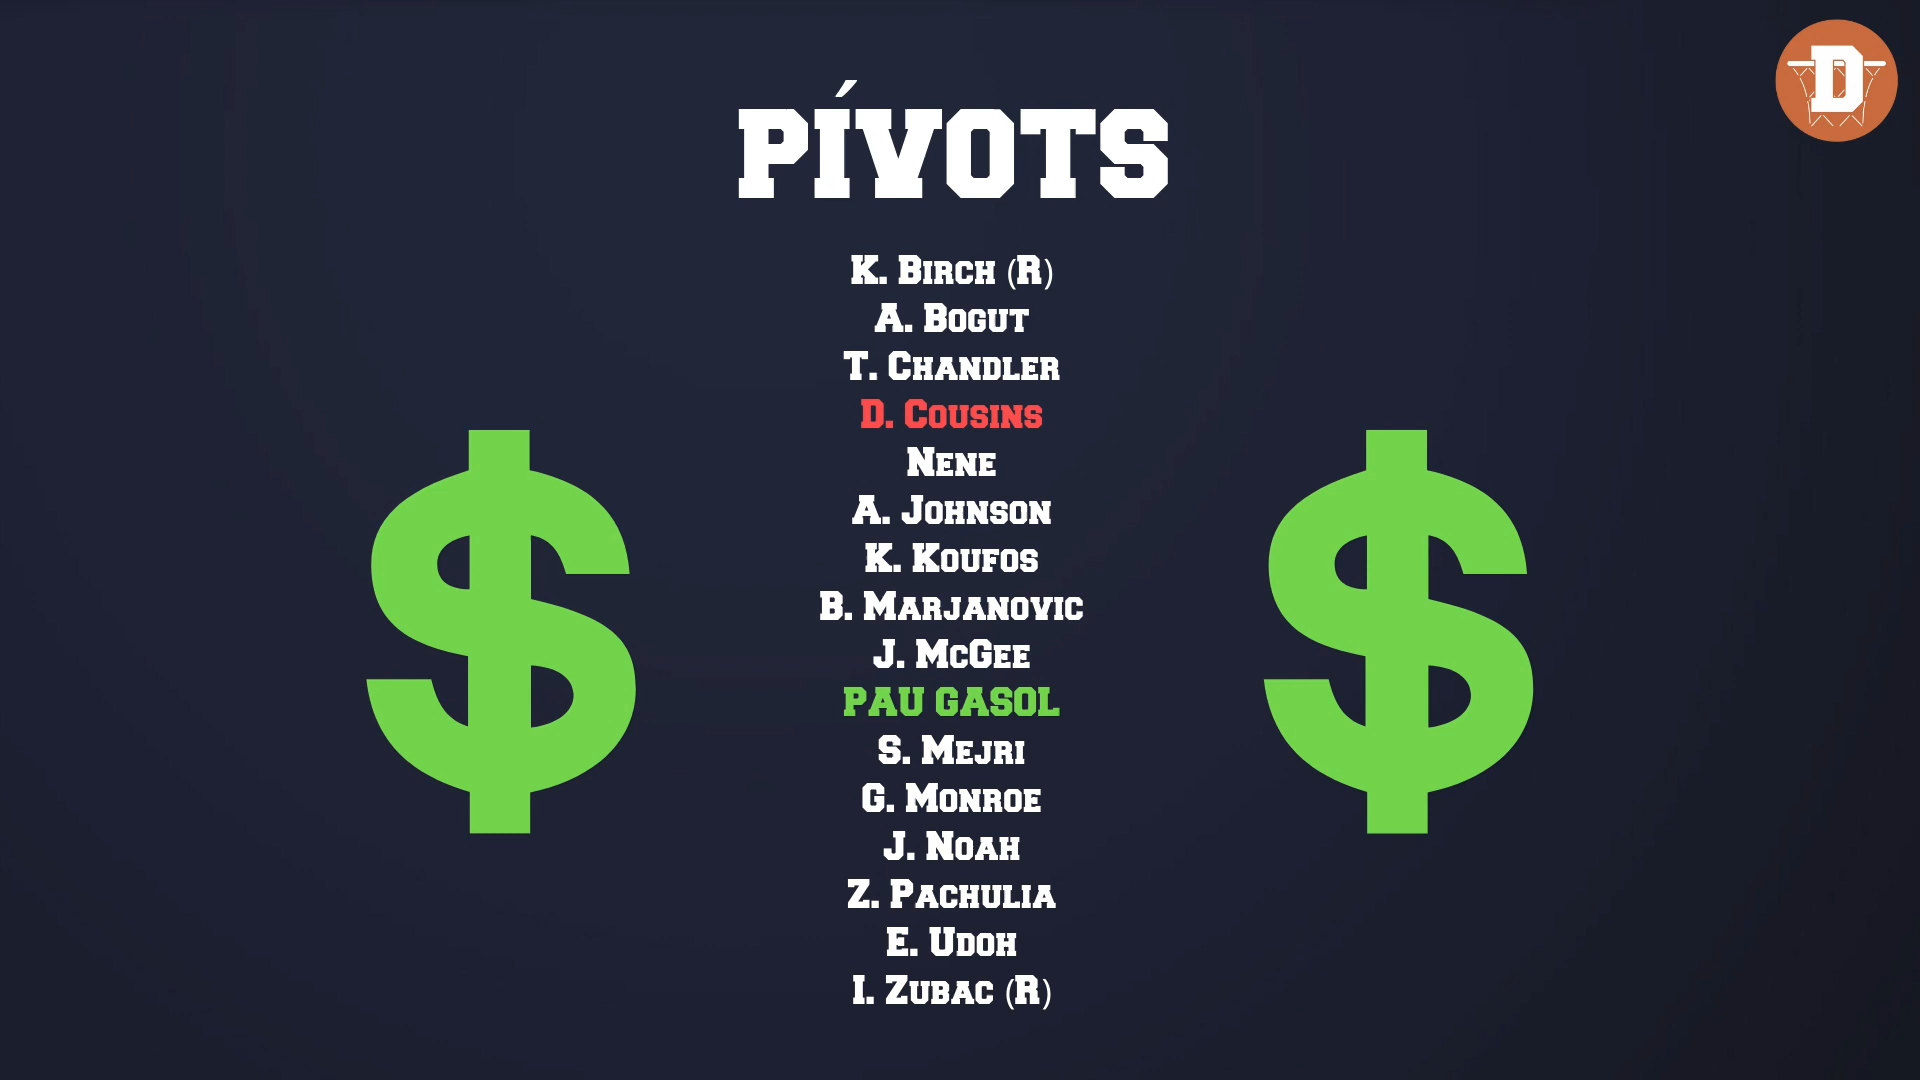 D
PÍVOTS
K. Birch (R)
A. Bogut
T. Chandler
D. Cousins
Nene
A. Johnson
K. Koufos
B. Marjanovic
J. McGee
PAU GASOL
S. Mejri
G. Monroe
J. Noah
Z. Pachulia
E. Udoh
I. Zubac (R)
$ $